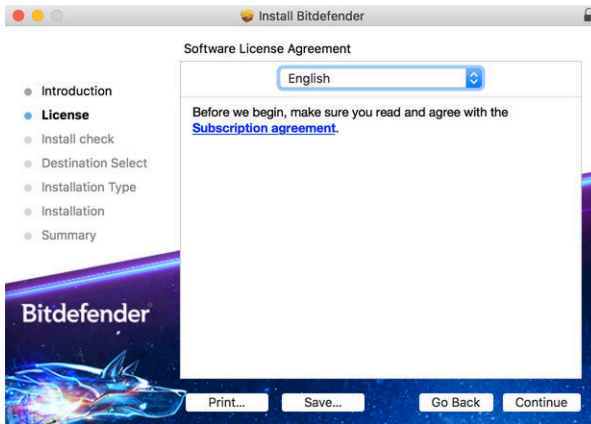 Install Bitdefender
Software License Agreement
English
Introduction
License
Install check
Destination Select
Installation Type
Installation
Summary
Before we begin, make sure you read and agree with the
Subscription agreement.
Bitdefender
Print...
Save...
Go Back
Continue